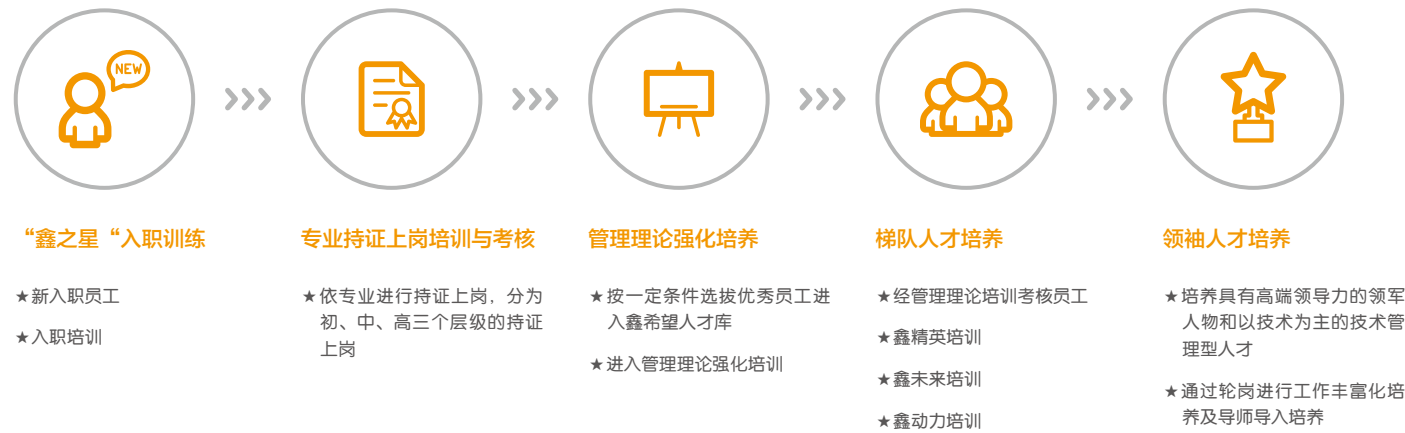 NEW
“鑫之星“入职训练
★新入职员工
★入职培训
专业持证上岗培训与考核
★依专业进行持证上岗，分为
初、中、高三个层级的持证
上岗
管理理论强化培养
★按一定条件选拔优秀员工进
入鑫希望人才库
★进入管理理论强化培训
梯队人才培养
★经管理理论培训考核员工
★鑫精英培训
★鑫未来培训
★鑫动力培训
领袖人才培养
★培养具有高端领导力的领军
人物和以技术为主的技术管
理型人才
★通过轮岗进行工作丰富化培
养及导师导入培养